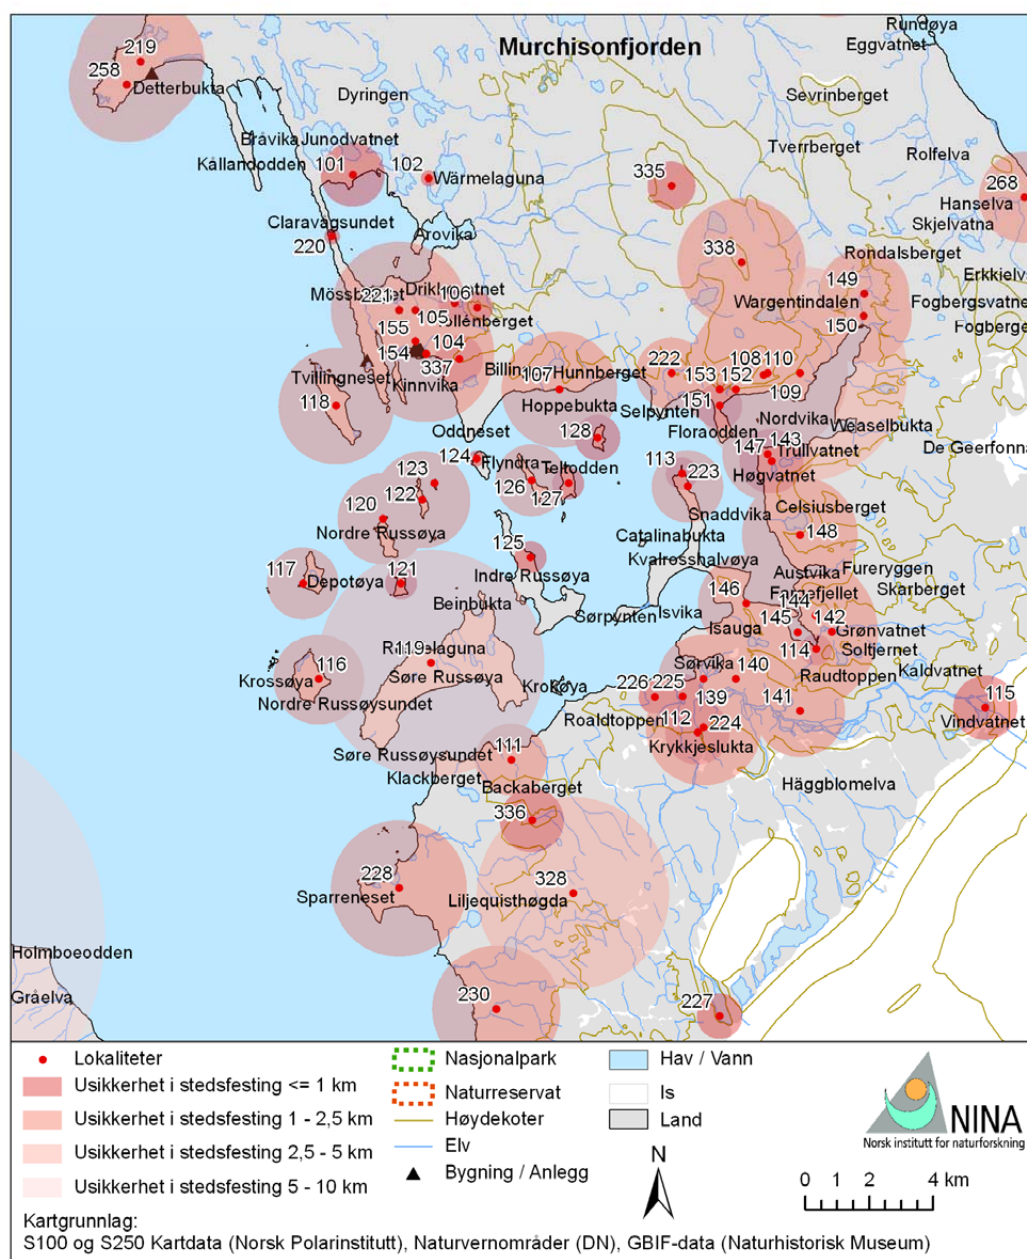 Murchisonfjorden
Rundøya
Eggvatnet
219
258
Detterbukta
Dyringen
Sevrinberget
Bråvika
Junodvatnet
Tverrberget
Kållandodden
101
102
Wärmelaguna
335
Rolfelva
268
Hanselva
Skjelvatna
Claravågsundet
220
Arovika
338
Rondalsberget
Erkkielv
149
Wargentindalen
Fogbergsvatne
150
Fogberge
221
106
105
155
154
104
337
Kinnvika
Tvillingneset
118
107
Hunnberget
222
108
110
153
152
109
Hoppebukta
151
Selpynten
Floraodden
Nordvika
Weaselbukta
Oddneset
128
147
143
Trullvatnet
De Geerfonna
124
Flyndra
113
223
Høgvatnet
123
126
127
122
Snaddvika
Celsiusberget
120
Nordre Russøya
Catalinabukta
148
125
Kvalrosshalvøya
Fureryggen
117
Depotøya
121
Indre Russøya
Austvika
Skarberget
Beinbukta
146
144
Sørpynten
Isvika
Isauga
145
142
Grønvatnet
119
114
Soltjernet
116
Søre Russøya
Sørvika
140
Kaldvatnet
Krossøya
226
225
139
Raudtoppen
115
Nordre Russøysundet
Roaldtoppen
112
224
141
Vindvatnet
Krykkjeslukta
Søre Russøysundet
111
Klackberget
Backaberget
Häggblomelva
336
228
328
Sparreneset
Liljequisthøgda
Holmboeodden
Gråelva
230
227
Lokaliteter
Usikkerhet i stedsfesting <= 1 km
Usikkerhet i stedsfesting 1 - 2,5 km
Usikkerhet i stedsfesting 2,5 - 5 km
Usikkerhet i stedsfesting 5 - 10 km
Nasjonalpark
Naturreservat
Høydekoter
Elv
Bygning / Anlegg
Hav / Vann
Is
Land
N
NINA
Norsk institutt for naturforskning
0 1 2 4 km
Kartgrunnlag:
S100 og S250 Kartdata (Norsk Polarinstitutt), Naturvernområder (DN), GBIF-data (Naturhistorisk Museum)